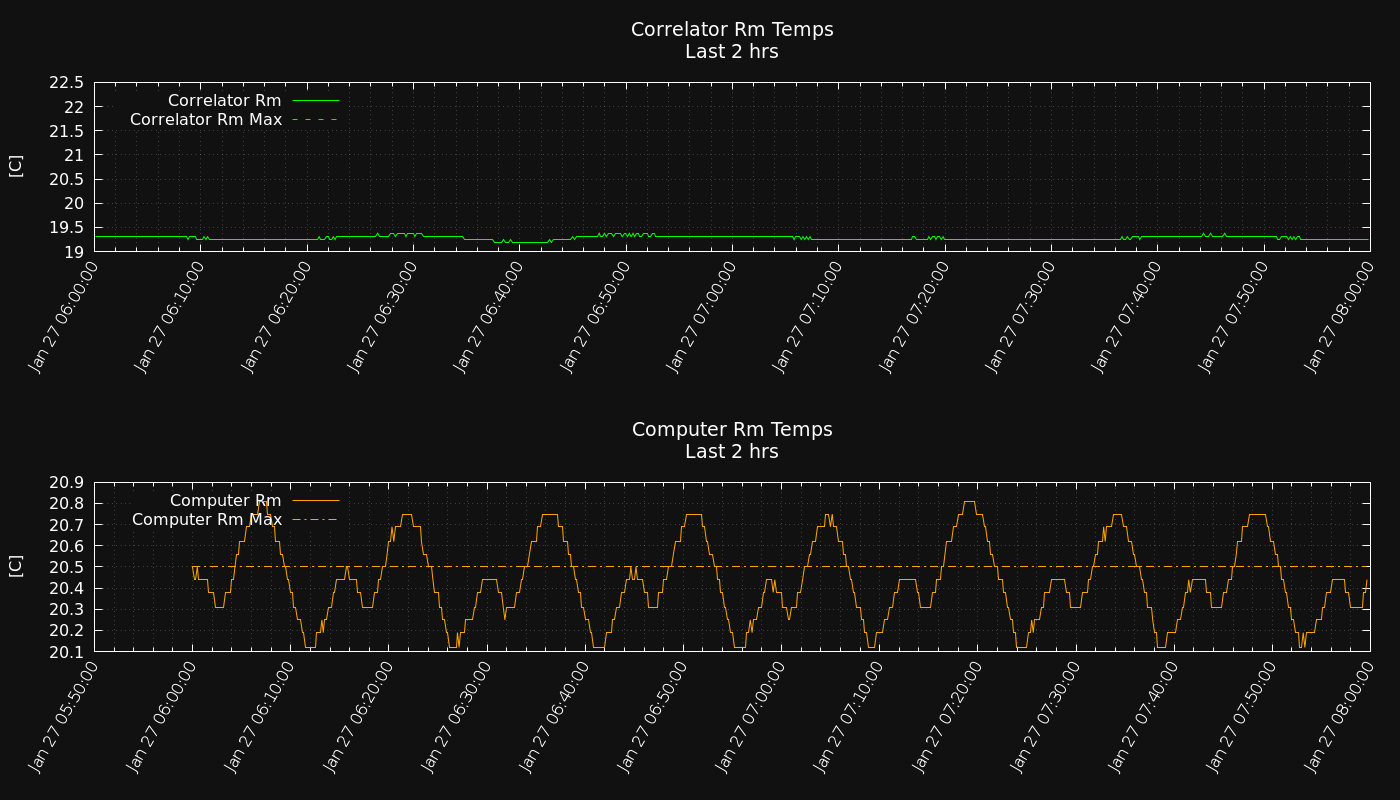 Correlator Rm Temps
Last 2 hrs
22.5
22
21.5
21
20.5
20
19.5
19
[C]
Correlator Rm
Correlator Rm Max
Jan 27 06:00:00
Jan 27 06:10:00
Jan 27 06:20:00
Jan 27 06:30:00
Jan 27 06:40:00
Jan 27 06:50:00
Jan 27 07:00:00
Jan 27 07:10:00
Jan 27 07:20:00
Jan 27 07:30:00
Jan 27 07:40:00
Jan 27 07:50:00
Jan 27 08:00:00
Computer Rm Temps
Last 2 hrs
20.9
20.8
20.7
20.6
20.5
20.4
20.3
20.2
20.1
[C]
Computer Rm
Computer Rm Max
Jan 27 05:50:00
Jan 27 06:00:00
Jan 27 06:10:00
Jan 27 06:20:00
Jan 27 06:30:00
Jan 27 06:40:00
Jan 27 06:50:00
Jan 27 07:00:00
Jan 27 07:10:00
Jan 27 07:20:00
Jan 27 07:30:00
Jan 27 07:40:00
Jan 27 07:50:00
Jan 27 08:00:00